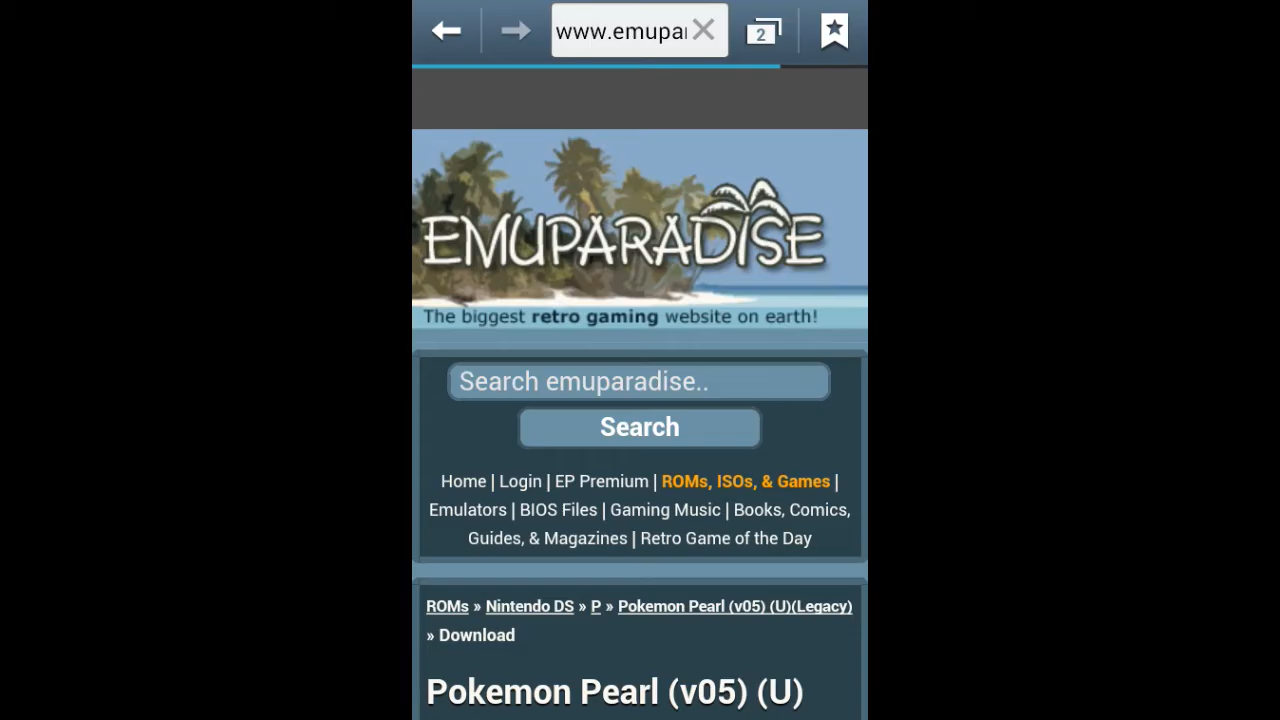 www.emupa
2
EMUPARADISE
The biggest retro gaming website on earth!
Search emuparadise..
Search
Home | Login | EP Premium | ROMs, ISOs, & Games |
Emulators | BIOS Files | Gaming Music | Books, Comics,
Guides, & Magazines | Retro Game of the Day
ROMs » Nintendo DS » P » Pokemon Pearl (v05) (U)(Legacy)
» Download
Pokemon Pearl (v05) (U)